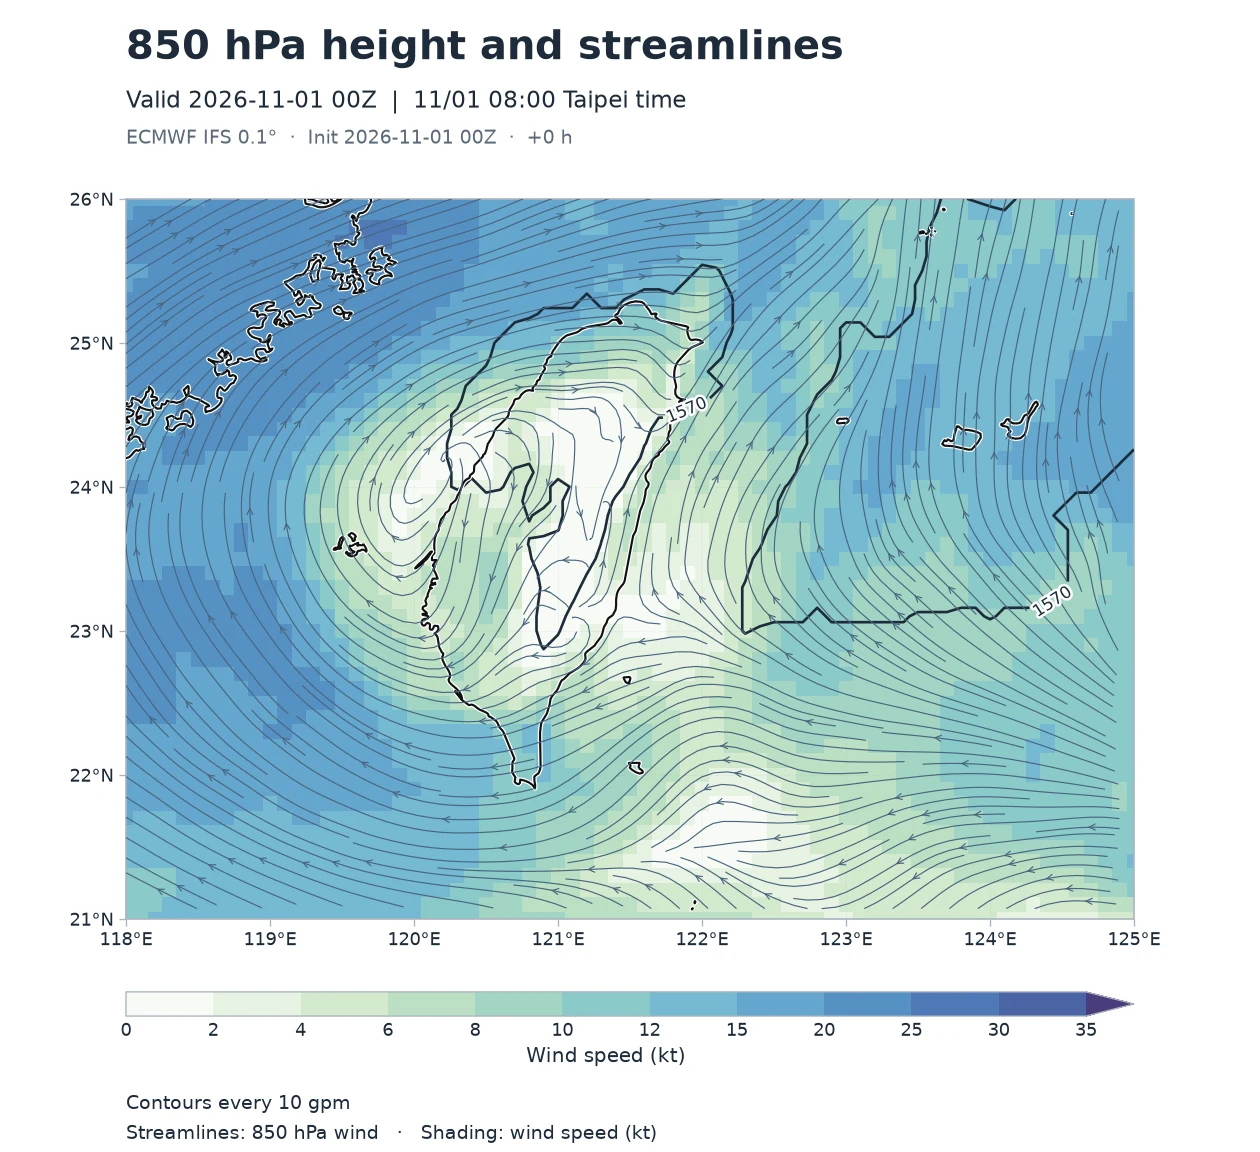 850 hPa height and streamlines
Valid 2026-11-01 00Z | 11/01 08:00 Taipei time
ECMWF IFS 0.1° · Init 2026-11-01 00Z · +0 h
26°N
25°N
1570
24°N
1570
23°N
22°N
21°N
118°E 119°E 120°E 121°E 122°E 123°E 124°E 125°E
0 2 4 6 8 10 12 15 20 25 30 35
Wind speed (kt)
Contours every 10 gpm
Streamlines: 850 hPa wind · Shading: wind speed (kt)